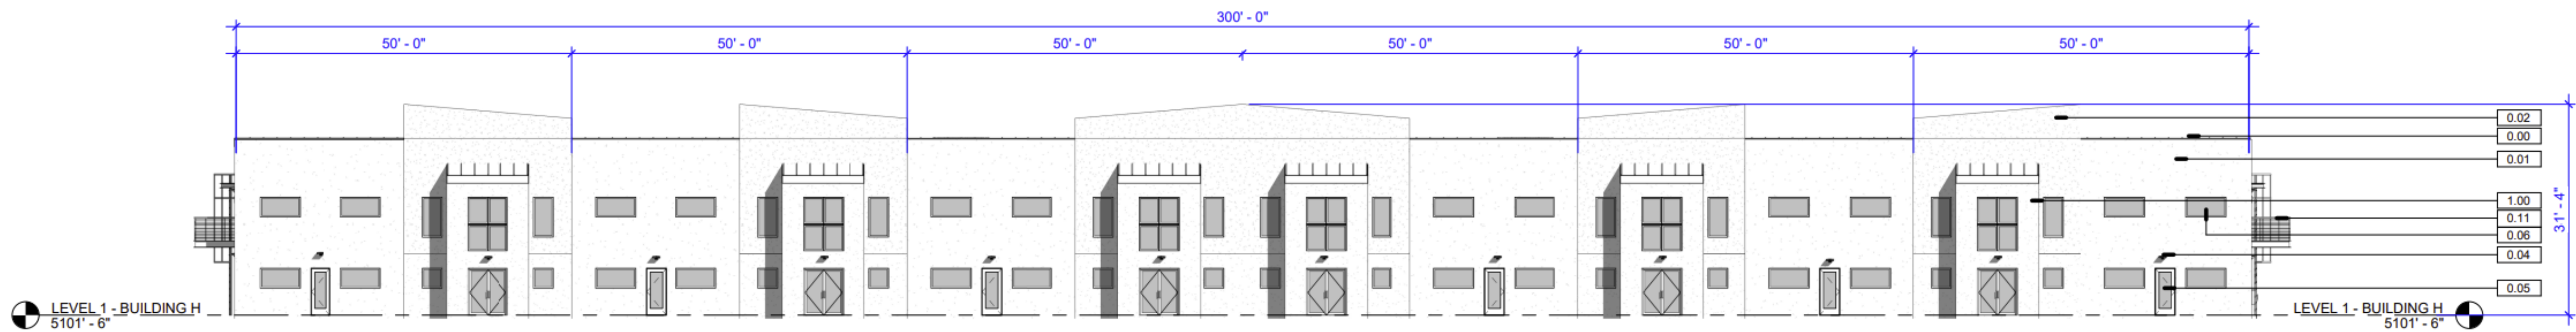 300' - 0"
50' - 0" 50' - 0" 50' - 0" 50' - 0" 50' - 0" 50' - 0"
0.02
0.00
0.01
1.00
0.11
0.06
0.04
0.05
31' - 4"
LEVEL 1 - BUILDING H
5101' - 6"
LEVEL 1 - BUILDING H
5101' - 6"